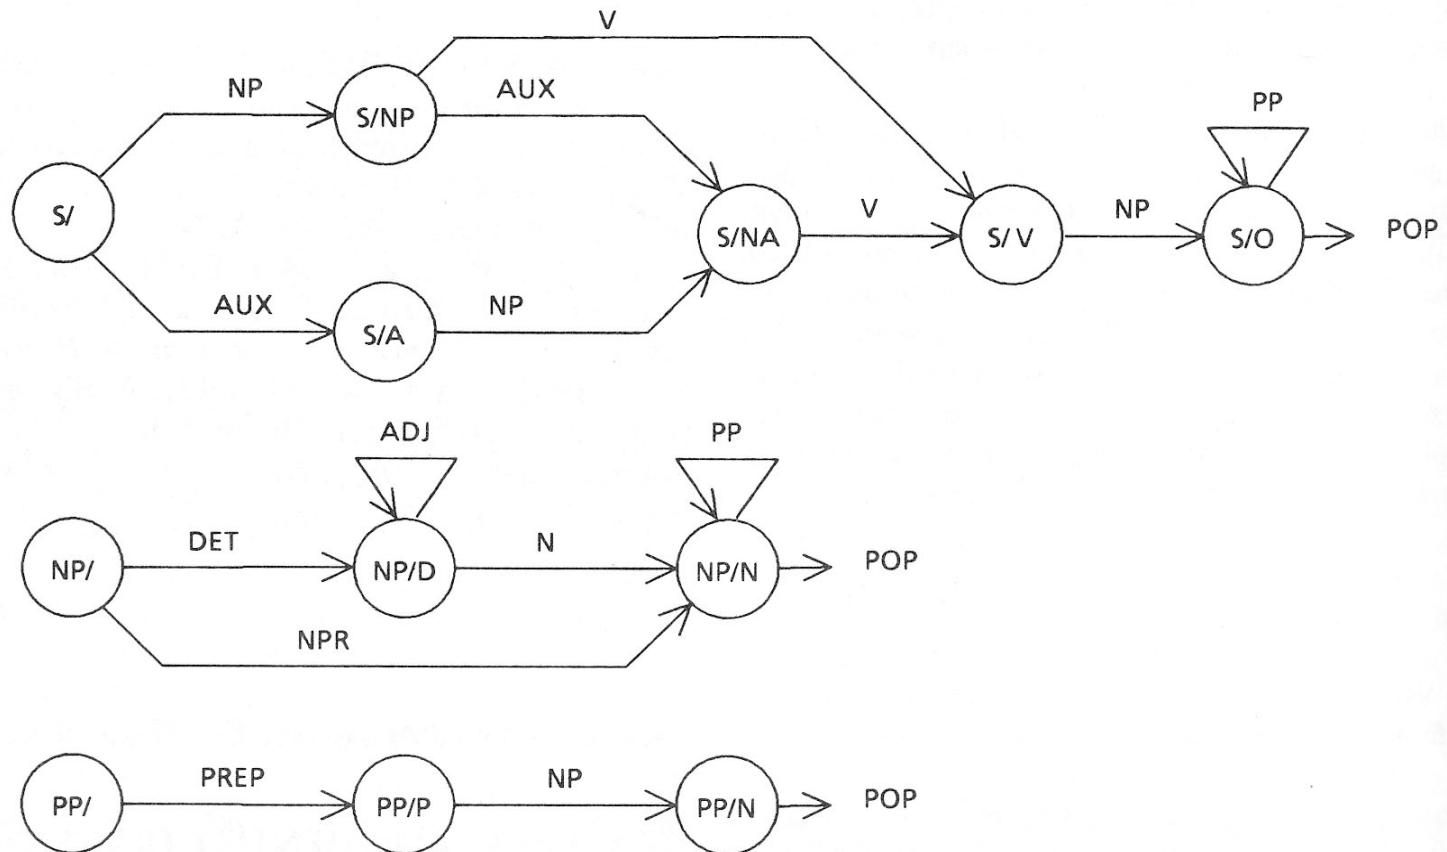 V
NP
S/NP
AUX
PP
S/
S/NA
V
S/V
NP
S/O
POP
AUX
S/A
NP
ADJ
PP
NP/
DET
NP/D
N
NP/N
POP
NPR
PP/
PREP
PP/P
NP
PP/N
POP